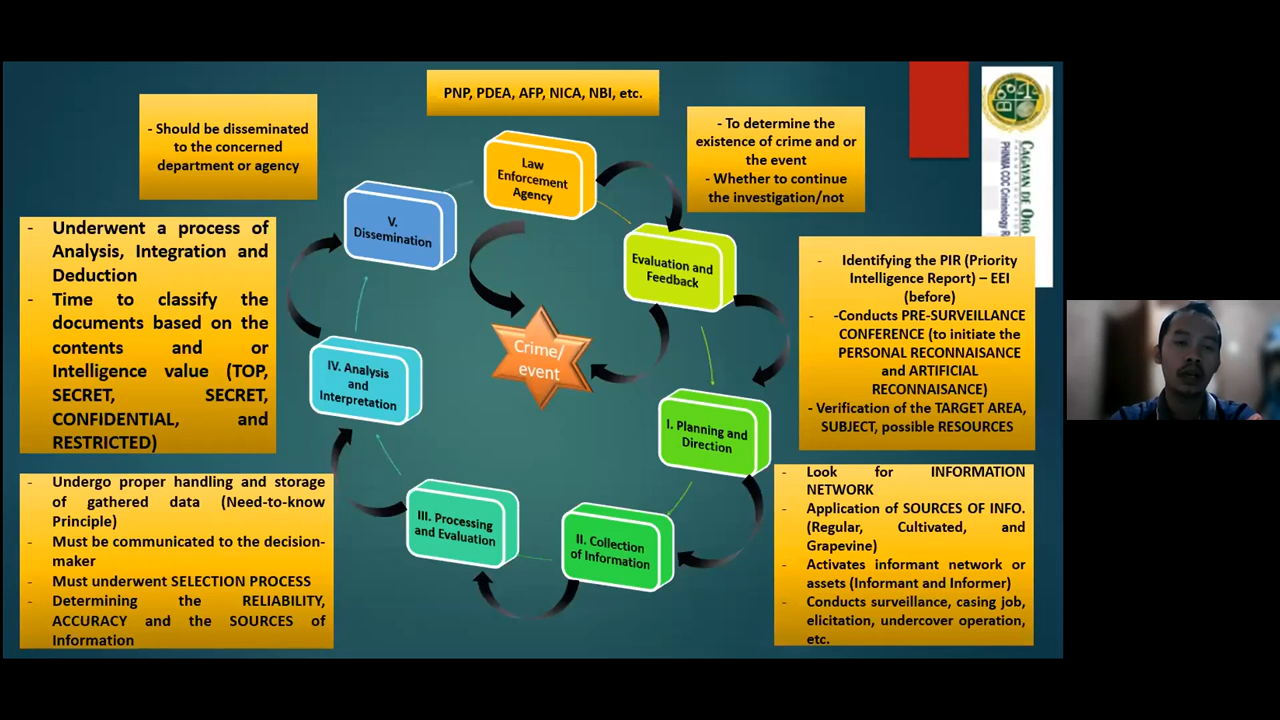 PNP, PDEA, AFP, NICA, NBI, etc.
- Should be disseminated
to the concerned
department or agency
- To determine the
existence of crime and or
the event
- Whether to continue
the investigation/not
Law
Enforcement
Agency
V.
Dissemination
Evaluation and
Feedback
Crime/
event
- Underwent a process of
Analysis, Integration and
Deduction
- Time to classify the
documents based on the
contents and or
Intelligence value (TOP,
SECRET, SECRET,
CONFIDENTIAL, and
RESTRICTED)
- Identifying the PIR (Priority
Intelligence Report) – EEI
(before)
- -Conducts PRE-SURVEILLANCE
CONFERENCE (to initiate the
PERSONAL RECONNAISANCE
and ARTIFICIAL
RECONNAISANCE)
- Verification of the TARGET AREA,
SUBJECT, possible RESOURCES
IV. Analysis
and
Interpretation
I. Planning and
Direction
III. Processing
and Evaluation
II. Collection
of Information
- Undergo proper handling and storage
of gathered data (Need-to-know
Principle)
- Must be communicated to the decision-
maker
- Must underwent SELECTION PROCESS
- Determining the RELIABILITY,
ACCURACY and the SOURCES of
Information
- Look for INFORMATION
NETWORK
- Application of SOURCES OF INFO.
(Regular, Cultivated, and
Grapevine)
- Activates informant network or
assets (Informant and Informer)
- Conducts surveillance, casing job,
elicitation, undercover operation,
etc.
CAGAYAN DE ORO
PHINMA COC Criminology